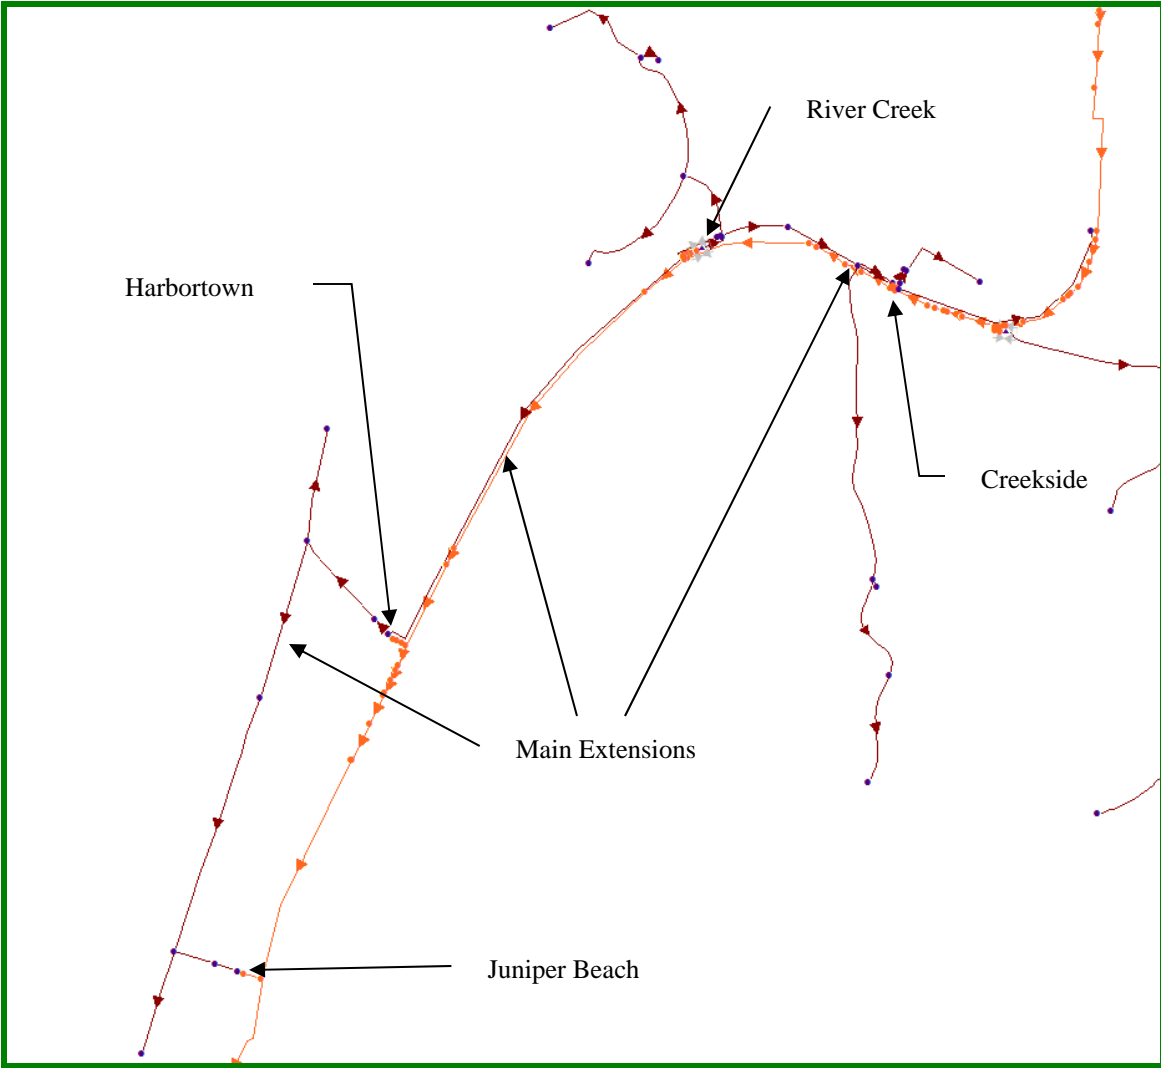 River Creek
Harbortown
Creekside
Main Extensions
Juniper Beach